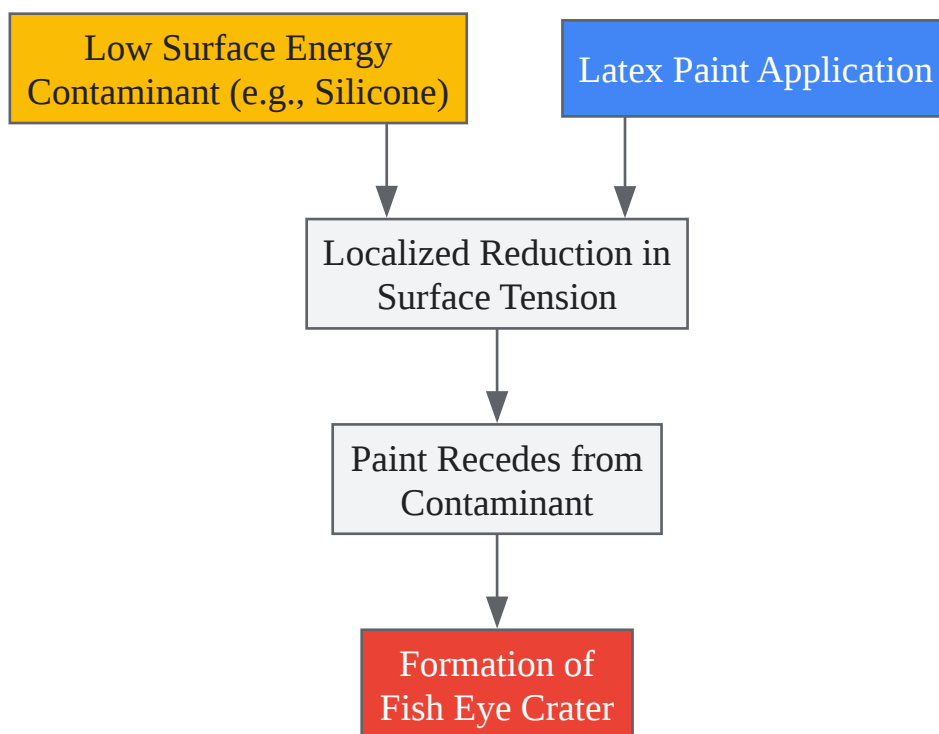 Low Surface Energy
Contaminant (e.g., Silicone)
Latex Paint Application
Localized Reduction in
Surface Tension
Paint Recedes from
Contaminant
Formation of
Fish Eye Crater